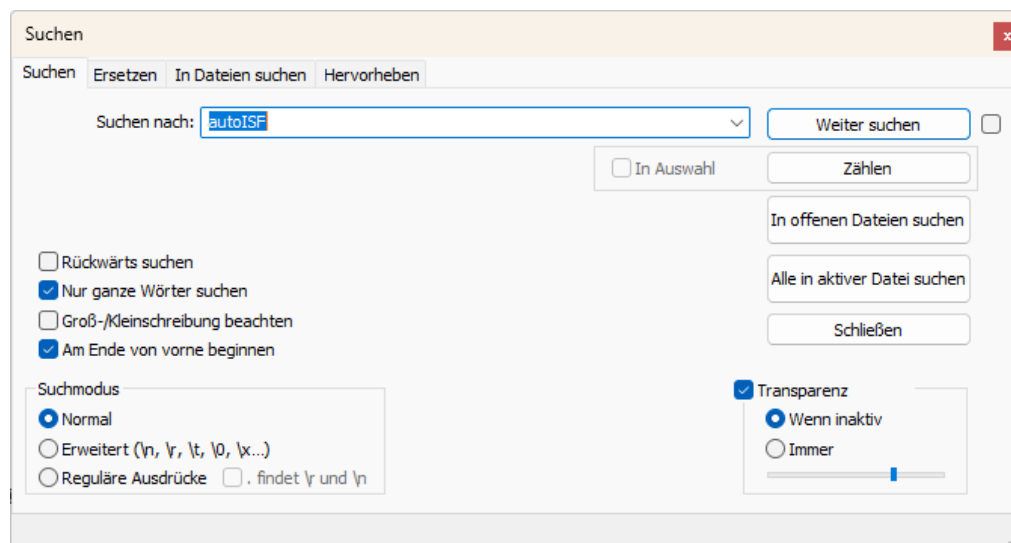 Suchen
x
Suchen Ersetzen In Dateien suchen Hervorheben
Suchen nach: autoISF Weiter suchen
In Auswahl Zählen
In offenen Dateien suchen
Rückwärts suchen
Nur ganze Wörter suchen Alle in aktiver Datei suchen
Groß-/Kleinschreibung beachten Schließen
Am Ende von vorne beginnen
Suchmodus Transparenz
Normal Wenn inaktiv
Erweitert (\n, \r, \t, \0, \x...) Immer
Reguläre Ausdrücke . findet \r und \n